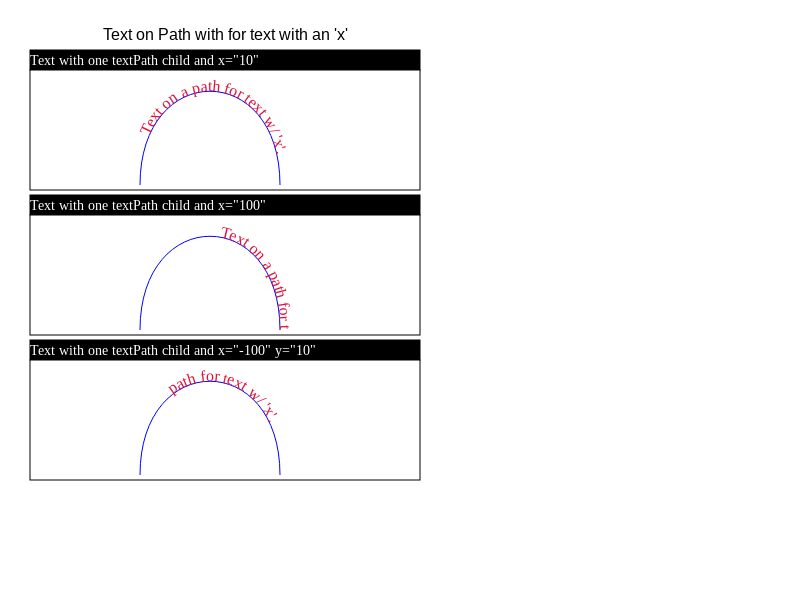 Text on Path with for text with an 'x'
Text with one textPath child and x="10"
Text on a path for text w/ 'x'.
Text with one textPath child and x="100"
Text on a path for t
Text with one textPath child and x="-100" y="10"
path for text w/ 'x'.